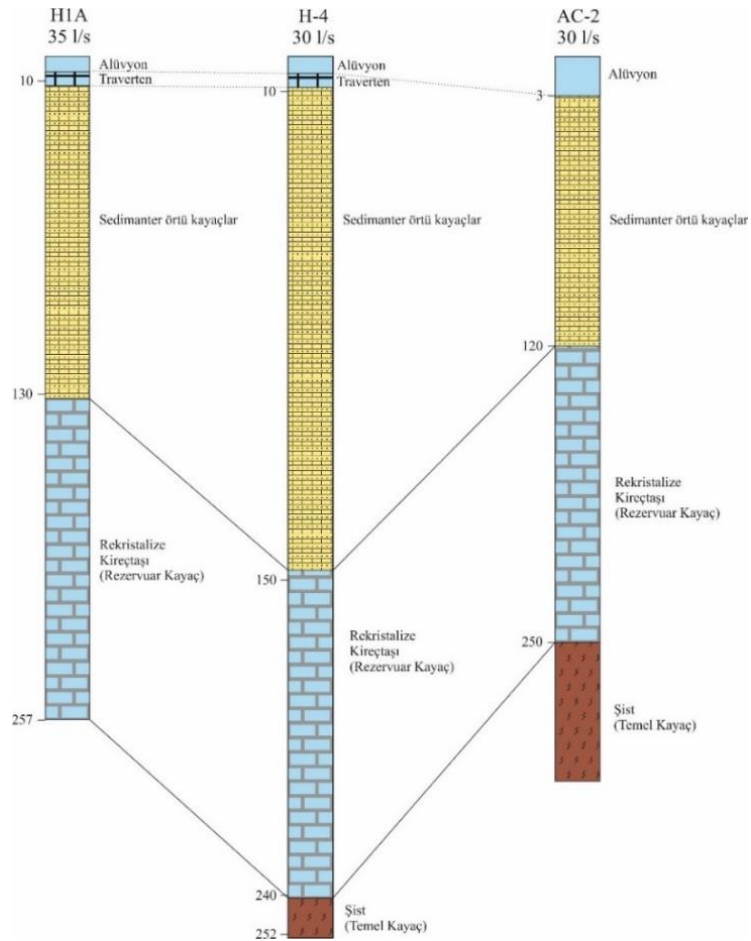 H1A
35 l/s
Alüvyon
Traverten
10
Sedimanter örtü kayaçlar
130
Rekristalize
Kireçtaşı
(Rezervuar Kayaç)
257
H-4
30 l/s
Alüvyon
Traverten
10
Sedimanter örtü kayaçlar
150
Rekristalize
Kireçtaşı
(Rezervuar Kayaç)
240
Şist
(Temel Kayaç)
252
AC-2
30 l/s
Alüvyon
3
Sedimanter örtü kayaçlar
120
Rekristalize
Kireçtaşı
(Rezervuar Kayaç)
250
Şist
(Temel Kayaç)